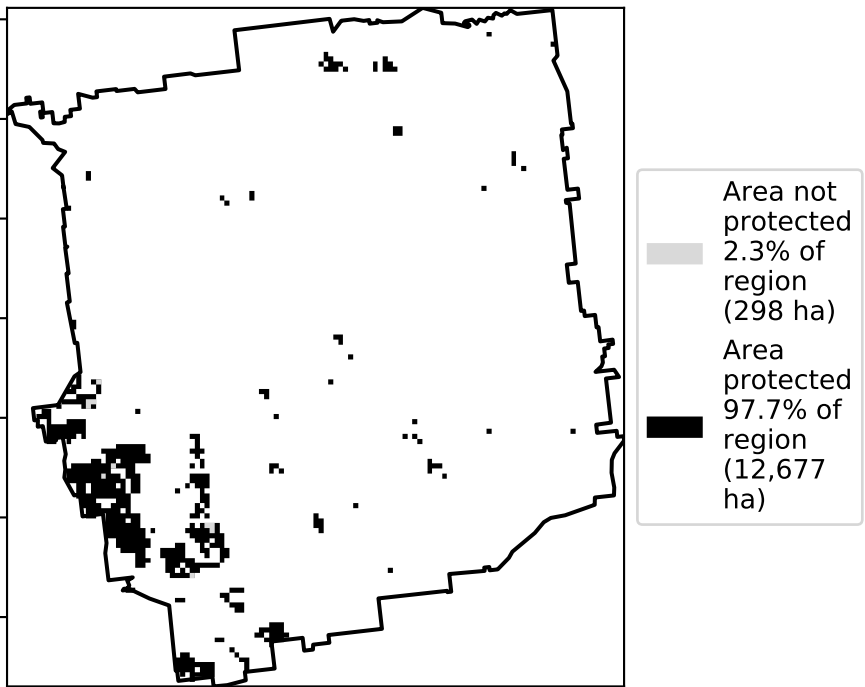 Area not
protected
2.3% of
region
(298 ha)
Area
protected
97.7% of
region
(12,677
ha)